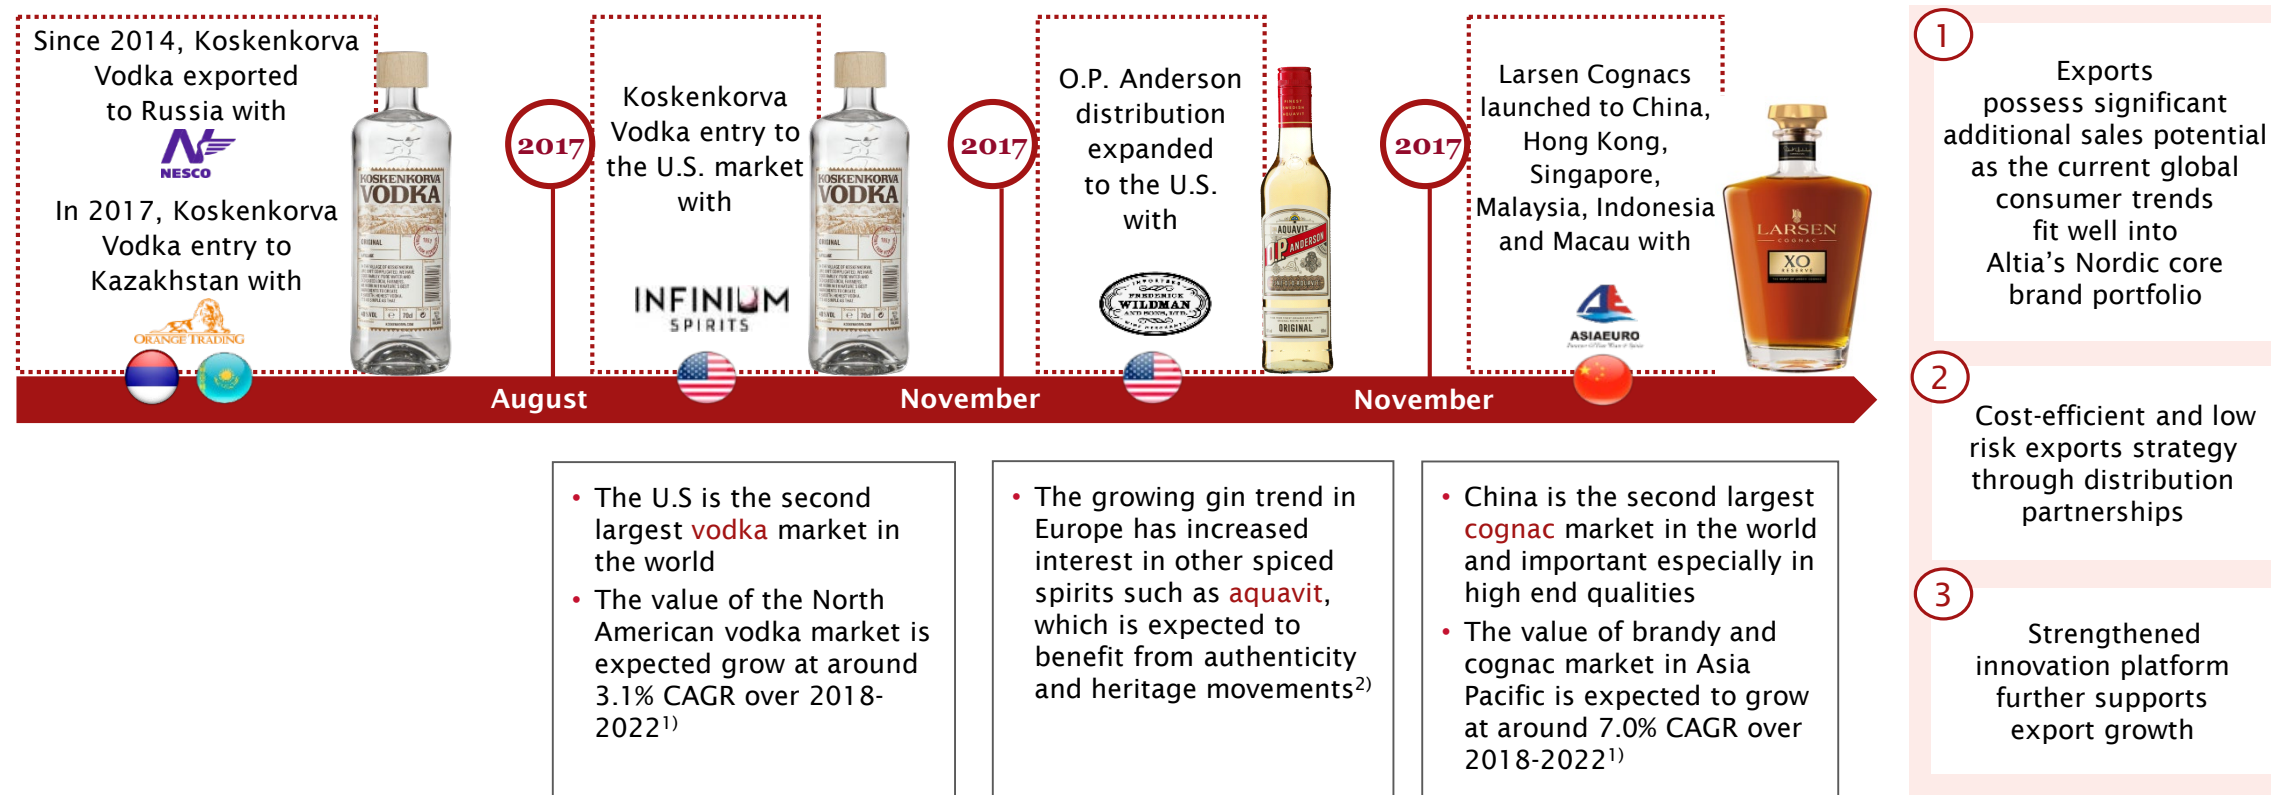 Since 2014, Koskenkorva
Vodka exported
to Russia with
NESCO
In 2017, Koskenkorva
Vodka entry to
Kazakhstan with
ORANGE TRADING
KOSKENKORVA
VODKA
ORIGINAL
2017
Koskenkorva
Vodka entry to
the U.S. market
with
INFINIUM
SPIRITS
KOSKENKORVA
VODKA
ORIGINAL
2017
O.P. Anderson
distribution
expanded
to the U.S.
with
FREDERICK
WILDMAN
AND SONS, LTD.
AQUAVIT
O.P. ANDERSON
ORIGINAL
2017
Larsen Cognacs
launched to China,
Hong Kong,
Singapore,
Malaysia, Indonesia
and Macau with
ASIAEURO
LARSEN
COGNAC
XO
RESERVE
August
November
November
• The U.S is the second
largest vodka market in
the world
• The value of the North
American vodka market is
expected grow at around
3.1% CAGR over 2018-
2022¹⁾
• The growing gin trend in
Europe has increased
interest in other spiced
spirits such as aquavit,
which is expected to
benefit from authenticity
and heritage movements²⁾
• China is the second largest
cognac market in the world
and important especially in
high end qualities
• The value of brandy and
cognac market in Asia
Pacific is expected to grow
at around 7.0% CAGR over
2018-2022¹⁾
1
Exports
possess significant
additional sales potential
as the current global
consumer trends
fit well into
Altia's Nordic core
brand portfolio
2
Cost-efficient and low
risk exports strategy
through distribution
partnerships
3
Strengthened
innovation platform
further supports
export growth